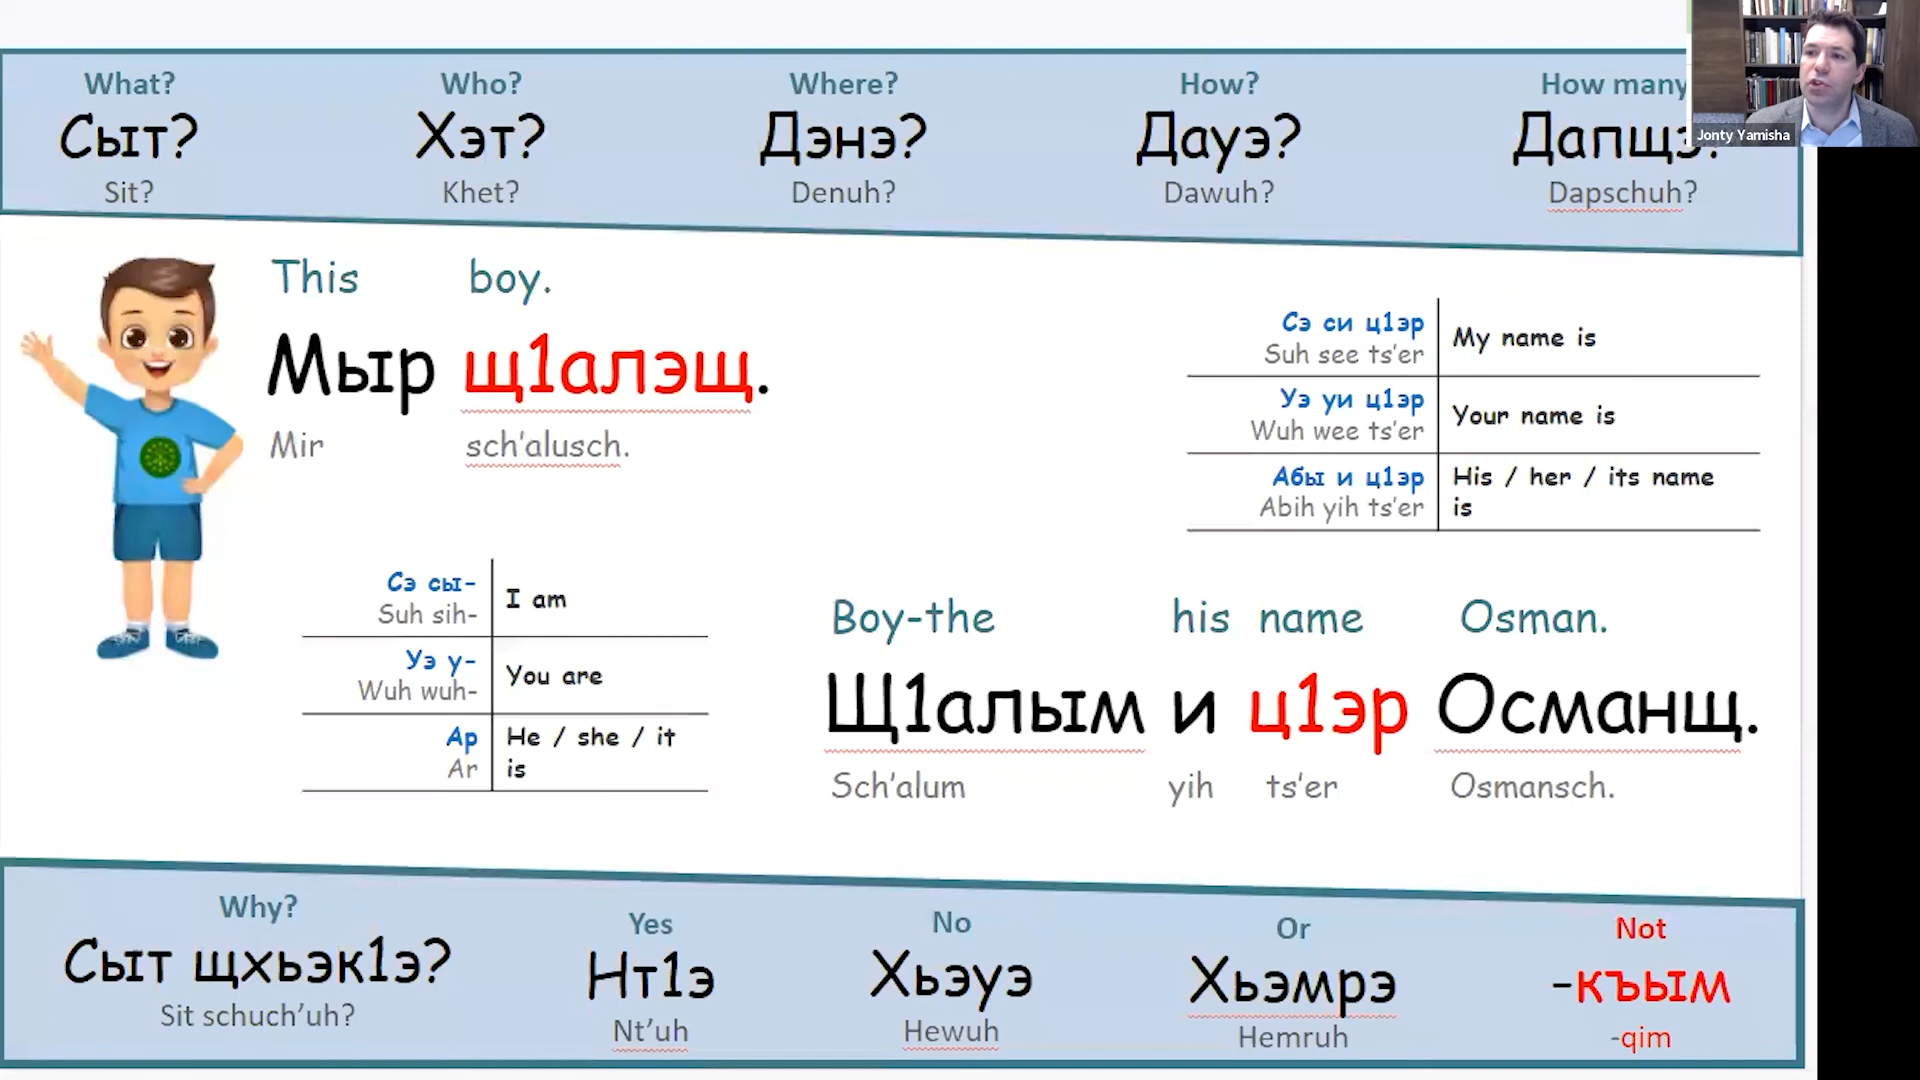 What? Who? Where? How? How many
Сыт? Хэт? Дэнэ? Дауэ? Дапщэ?
Sit? Khet? Denuh? Dawuh? Dapschuh?
Jonty Yamisha
This boy.
Мыр щ1алэщ.
Mir sch'alusch.
Сэ си ц1эр My name is
Suh see ts'er
Уэ уи ц1эр Your name is
Wuh wee ts'er
Абы и ц1эр His / her / its name
Abih yih ts'er is
Сэ сы- I am
Suh sih-
Уэ у- You are
Wuh wuh-
Ар He / she / it
Ar is
Boy-the his name Osman.
Щ1алым и ц1эр Османщ.
Sch'alum yih ts'er Osmansch.
Why? Yes No Or Not
Сыт щхьэк1э? Нт1э Хьэуэ Хьэмрэ -къым
Sit schuch'uh? Nt'uh Hewuh Hemruh -qim